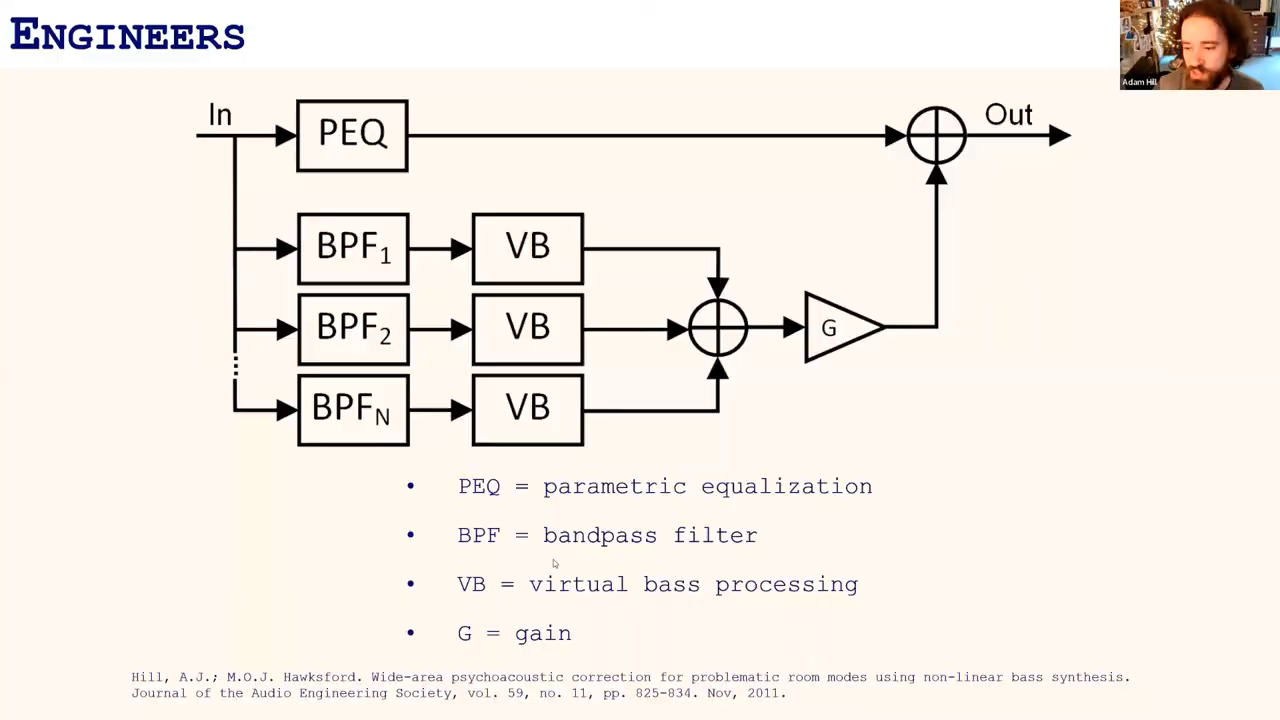 ENGINEERS
Adam Hill
In
PEQ
Out
BPF1
VB
BPF2
VB
G
BPFN
VB
• PEQ = parametric equalization
• BPF = bandpass filter
• VB = virtual bass processing
• G = gain
Hill, A.J.; M.O.J. Hawksford. Wide-area psychoacoustic correction for problematic room modes using non-linear bass synthesis.
Journal of the Audio Engineering Society, vol. 59, no. 11, pp. 825-834. Nov, 2011.